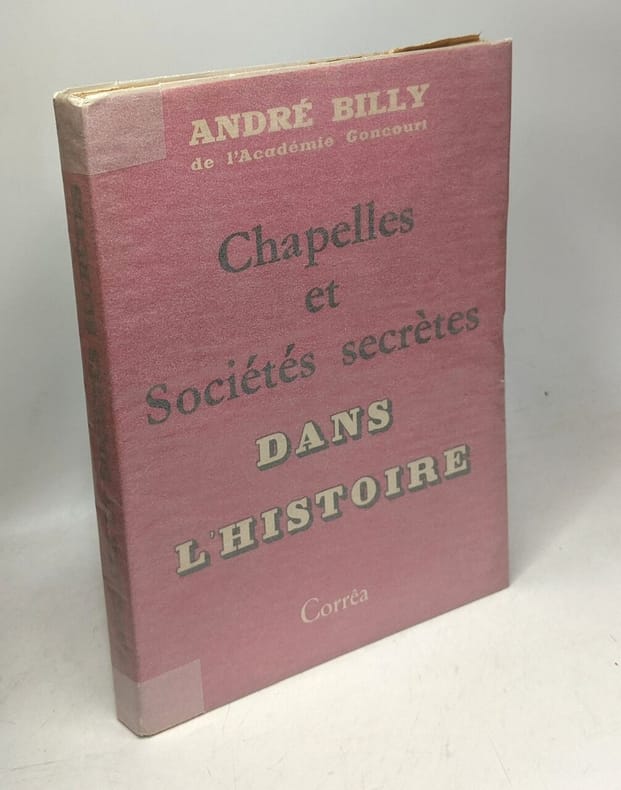 ANDRÉ BILLY
de l'Académie Goncourt
Chapelles
et
Sociétés secrètes
DANS
L'HISTOIRE
Corrêa